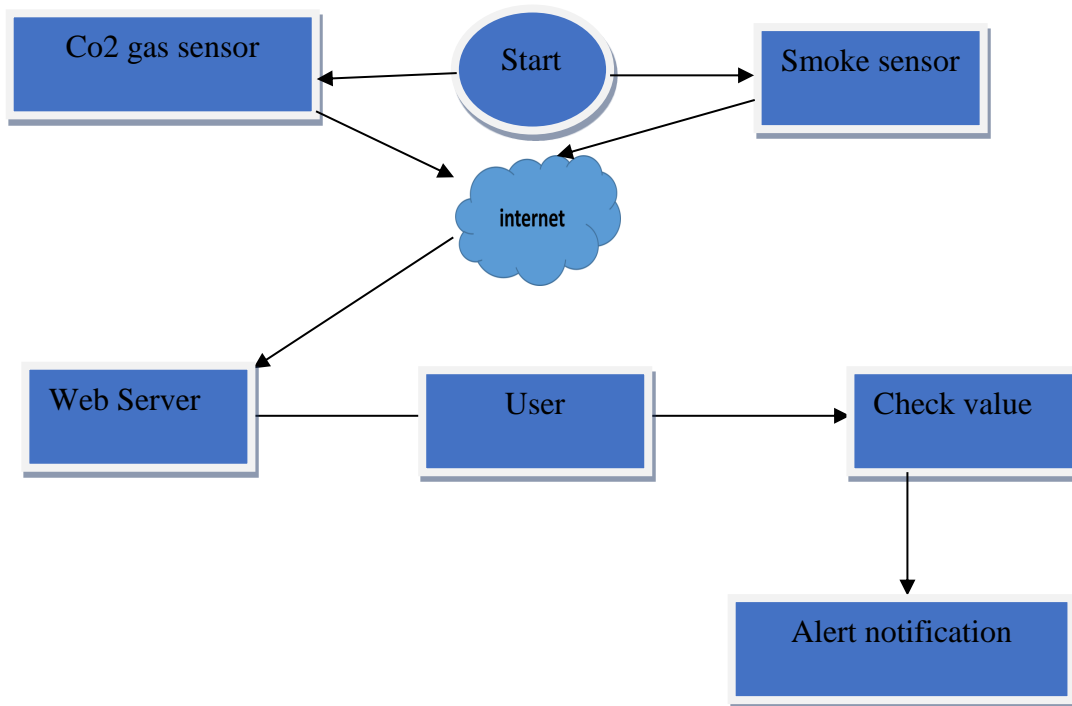 Co2 gas sensor
Start
Smoke sensor
internet
Web Server
User
Check value
Alert notification